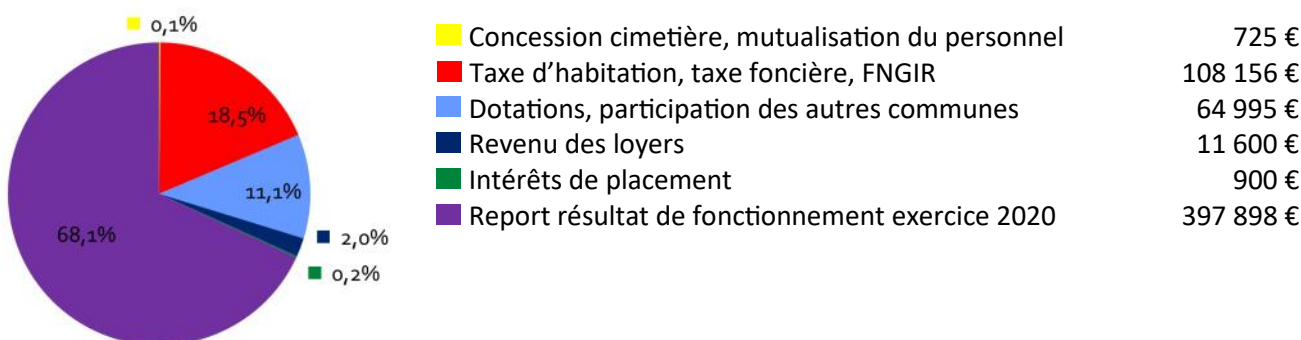 0,1%
18,5%
11,1%
2,0%
0,2%
68,1%
Concession cimetière, mutualisation du personnel 725 €
Taxe d’habitation, taxe foncière, FNGIR 108 156 €
Dotations, participation des autres communes 64 995 €
Revenu des loyers 11 600 €
Intérêts de placement 900 €
Report résultat de fonctionnement exercice 2020 397 898 €